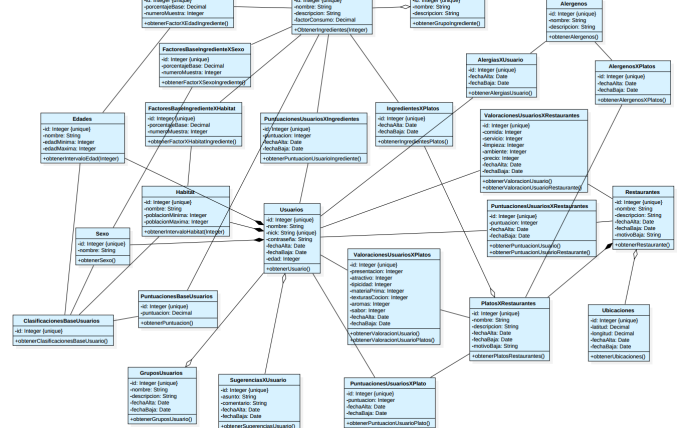 -porcentajeBase: Decimal
-numeroMuestra: Integer
+obtenerFactorXEdadIngrediente()
-nombre: String
-descripcion: String
-factorConsumo: Decimal
+ObtenerIngredientes(Integer)
-nombre: String
-descripcion: String
+obtenerGrupoIngrediente()
Alergenos
-id: Integer {unique}
-nombre: String
-descripcion: String
+obtenerAlergenos()
FactoresBaseIngredienteXSexo
-id: Integer {unique}
-porcentajeBase: Decimal
-numeroMuestra: Integer
+obtenerFactorXSexoIngrediente()
AlergiasXUsuario
-id: Integer {unique}
-fechaAlta: Date
-fechaBaja: Date
+obtenerAlergiasUsuario()
AlergenosXPlatos
-id: Integer {unique}
-fechaAlta: Date
-fechaBaja: Date
+obtenerAlergenosXPlatos()
Edades
-id: Integer {unique}
-nombre: String
-edadMinima: Integer
-edadMaxima: Integer
+obtenerIntervaloEdad(Integer)
FactoresBaseIngredienteXHabitat
-id: Integer {unique}
-porcentajeBase: Decimal
-numeroMuestra: Integer
+obtenerFactorXHabitatIngrediente()
PuntuacionesUsuariosXIngredientes
-id: Integer {unique}
-puntuacion: Integer
-fechaAlta: Date
-fechaBaja: Date
+obtenerPuntuacionUsuarioIngrediente()
IngredientesXPlatos
-id: Integer {unique}
-fechaAlta: Date
-fechaBaja: Date
+obtenerIngredientesPlatos()
ValoracionesUsuariosXRestaurantes
-id: Integer {unique}
-comida: Integer
-servicio: Integer
-limpieza: Integer
-ambiente: Integer
-precio: Integer
-fechaAlta: Date
-fechaBaja: Date
+obtenerValoracionUsuario()
+obtenerValoracionUsuarioRestaurante()
Habitat
-id: Integer {unique}
-nombre: String
-poblacionMinima: Integer
-poblacionMaxima: Integer
+obtenerIntervaloHabitat(Integer)
Usuarios
-id: Integer {unique}
-nombre: String
-nick: String {unique}
-contraseña: String
-fechaAlta: Date
-fechaBaja: Date
-edad: Integer
+obtenerUsuario()
PuntuacionesUsuariosXRestaurantes
-id: Integer {unique}
-puntuacion: Integer
-fechaAlta: Date
-fechaBaja: Date
+obtenerPuntuacionUsuario()
+obtenerPuntuacionUsuarioRestaurante()
Restaurantes
-id: Integer {unique}
-nombre: String
-descripcion: String
-fechaAlta: Date
-fechaBaja: Date
-motivoBaja: String
+obtenerRestaurante()
Sexo
-id: Integer {unique}
-nombre: String
+obtenerSexo()
ValoracionesUsuariosXPlatos
-id: Integer {unique}
-presentacion: Integer
-atractivo: Integer
-tipicidad: Integer
-materiaPrima: Integer
-texturasCoccion: Integer
-aromas: Integer
-sabor: Integer
-fechaAlta: Date
-fechaBaja: Date
+obtenerValoracionUsuario()
+obtenerValoracionUsuarioPlatos()
PuntuacionesBaseUsuarios
-id: Integer {unique}
-puntuacion: Decimal
+obtenerPuntuacion()
ClasificacionesBaseUsuarios
-id: Integer {unique}
+obtenerClasificacionesBaseUsuario()
PlatosXRestaurantes
-id: Integer {unique}
-nombre: String
-descripcion: String
-fechaAlta: Date
-fechaBaja: Date
-motivoBaja: String
+obtenerPlatosRestaurantes()
Ubicaciones
-id: Integer {unique}
-latiud: Decimal
-longitud: Decimal
-fechaAlta: Date
-fechaBaja: Date
+obtenerUbicaciones()
GruposUsuarios
-id: Integer {unique}
-nombre: String
-descripcion: String
-fechaAlta: Date
-fechaBaja: Date
+obtenerGruposUsuario()
SugerenciasXUsuario
-id: Integer {unique}
-asunto: String
-comentario: String
-fechaAlta: Date
-fechaBaja: Date
+obtenerSugerenciasUsuario()
PuntuacionesUsuariosXPlato
-id: Integer {unique}
-puntuacion: Integer
-fechaAlta: Date
-fechaBaja: Date
+obtenerPuntuacionUsuarioPlato()